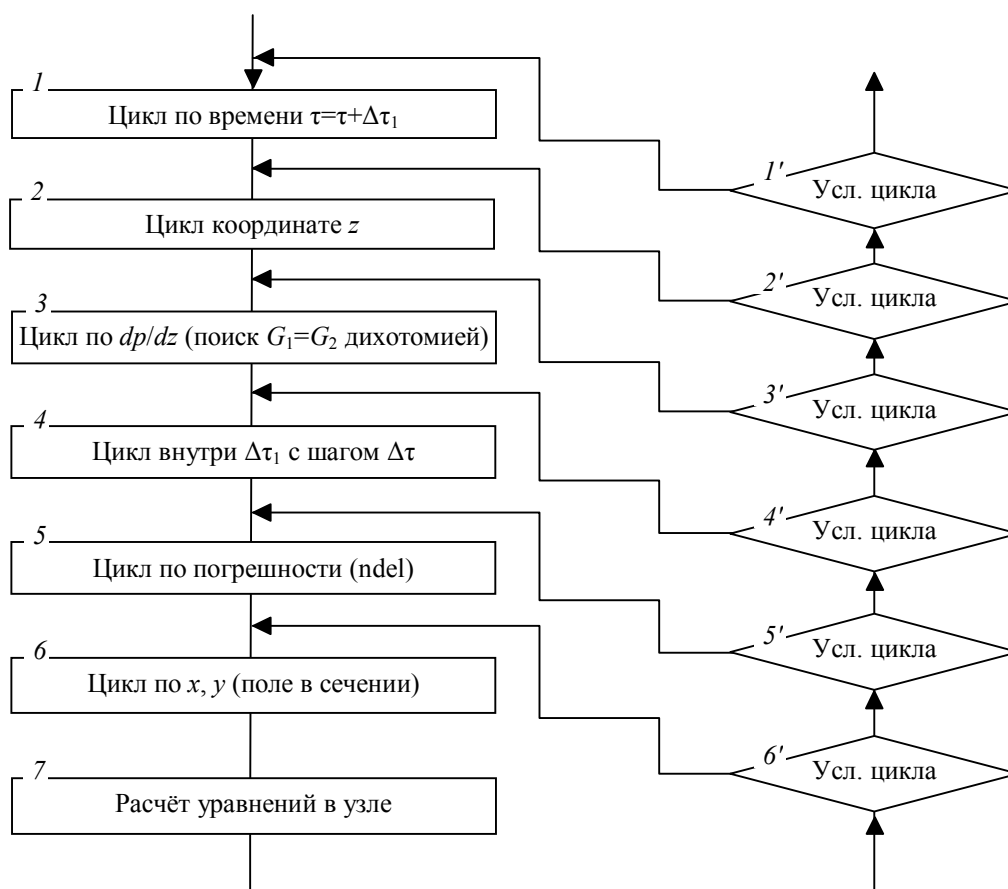 1
Цикл по времени τ=τ+Δτ₁
2
Цикл координате z
3
Цикл по dp/dz (поиск G₁=G₂ дихотомией)
4
Цикл внутри Δτ₁ с шагом Δτ
5
Цикл по погрешности (ndel)
6
Цикл по x, y (поле в сечении)
7
Расчёт уравнений в узле
1'
Усл. цикла
2'
Усл. цикла
3'
Усл. цикла
4'
Усл. цикла
5'
Усл. цикла
6'
Усл. цикла